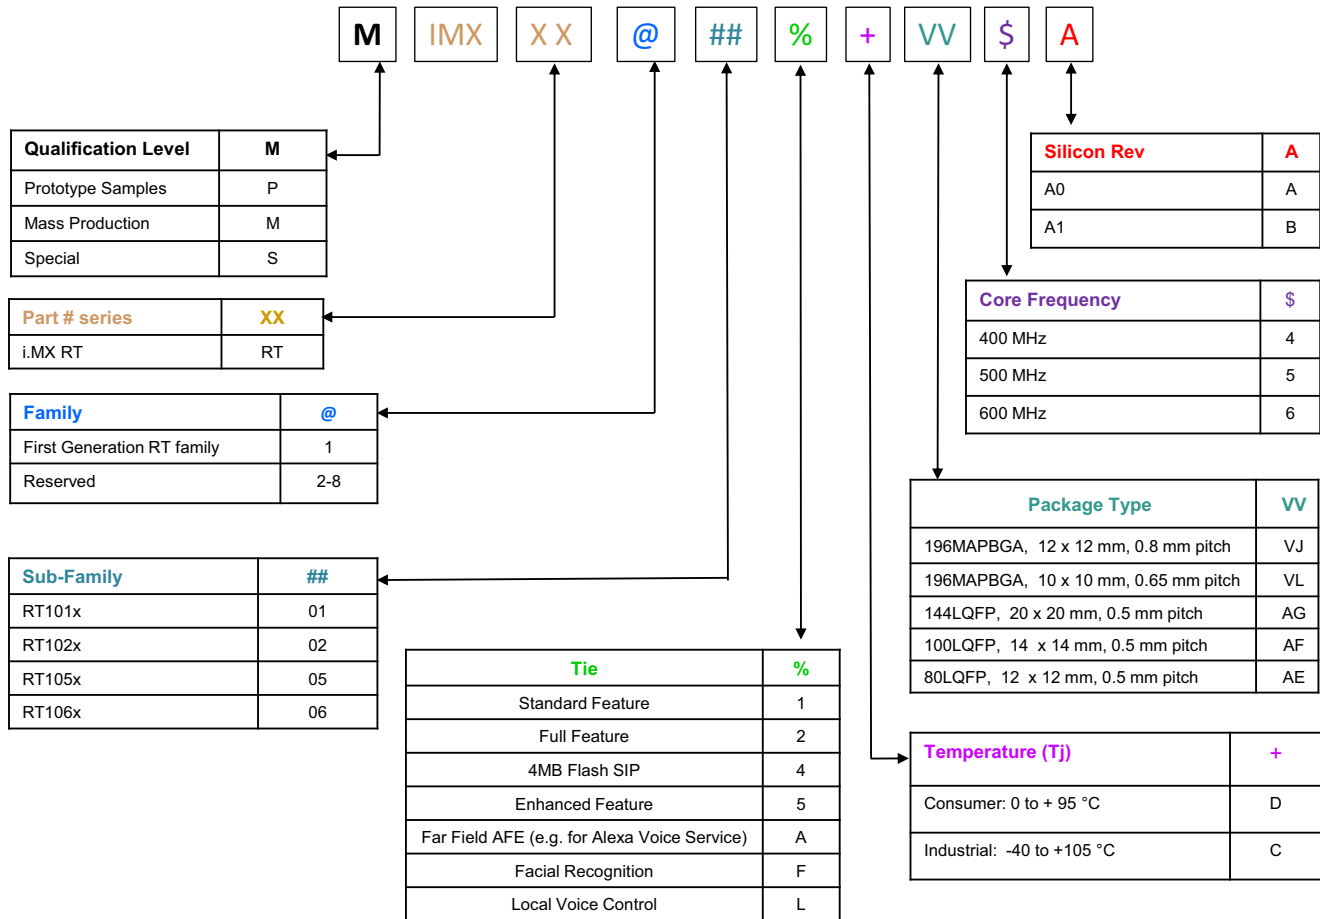 M IMX X X @ ## % + VV $ A
Qualification Level M
Prototype Samples P
Mass Production M
Special S
Part # series XX
i.MX RT RT
Family @
First Generation RT family 1
Reserved 2-8
Sub-Family ##
RT101x 01
RT102x 02
RT105x 05
RT106x 06
Tie %
Standard Feature 1
Full Feature 2
4MB Flash SIP 4
Enhanced Feature 5
Far Field AFE (e.g. for Alexa Voice Service) A
Facial Recognition F
Local Voice Control L
Silicon Rev A
A0 A
A1 B
Core Frequency $
400 MHz 4
500 MHz 5
600 MHz 6
Package Type VV
196MAPBGA, 12 x 12 mm, 0.8 mm pitch VJ
196MAPBGA, 10 x 10 mm, 0.65 mm pitch VL
144LQFP, 20 x 20 mm, 0.5 mm pitch AG
100LQFP, 14 x 14 mm, 0.5 mm pitch AF
80LQFP, 12 x 12 mm, 0.5 mm pitch AE
Temperature (Tj) +
Consumer: 0 to + 95 °C D
Industrial: -40 to +105 °C C